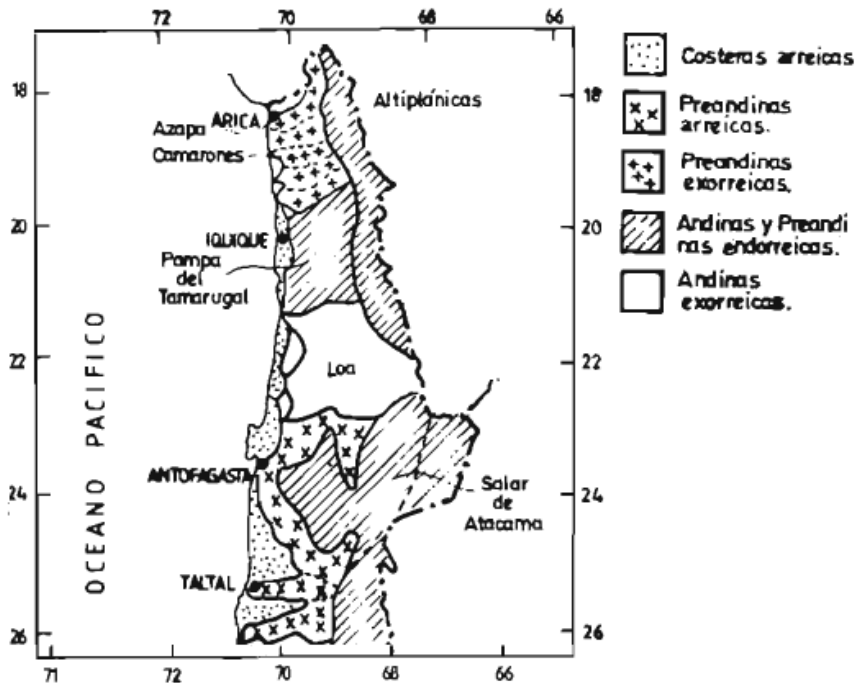 72
70
68
66
18
20
22
24
26
ARICA
Azapa
Camarones
Altiplánicas
IQUIQUE
Pampa
del
Tamarugal
Loa
OCEANO PACIFICO
ANTOFAGASTA
Salar
de
Atacama
TALTAL
18
20
22
24
26
71
72
70
68
66
Costeras arreicas
Preandinas
arreicas.
Preandinas
exorreicas.
Andinas y Preandi
nas endorreicas.
Andinas
exorreicas.